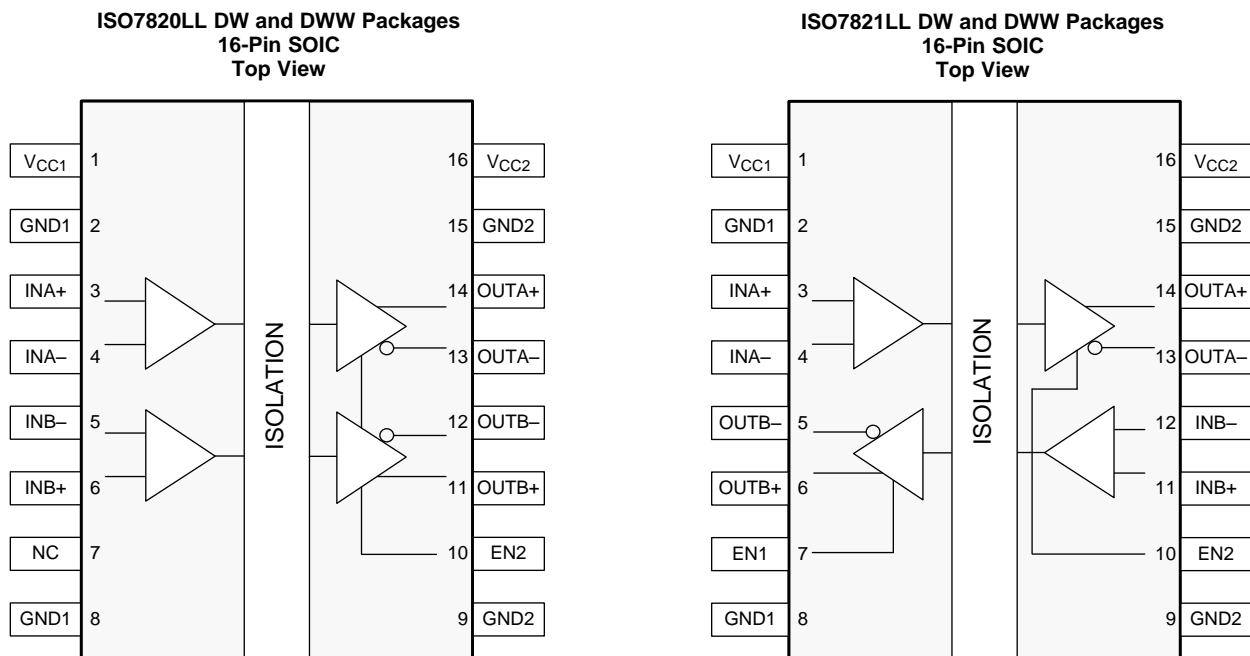 ISO7820LL DW and DWW Packages
16-Pin SOIC
Top View
VCC1 1 16 VCC2
GND1 2 15 GND2
INA+ 3 14 OUTA+
INA– 4 13 OUTA–
INB– 5 12 OUTB–
INB+ 6 11 OUTB+
NC 7 10 EN2
GND1 8 9 GND2
ISOLATION
ISO7821LL DW and DWW Packages
16-Pin SOIC
Top View
VCC1 1 16 VCC2
GND1 2 15 GND2
INA+ 3 14 OUTA+
INA– 4 13 OUTA–
OUTB– 5 12 INB–
OUTB+ 6 11 INB+
EN1 7 10 EN2
GND1 8 9 GND2
ISOLATION